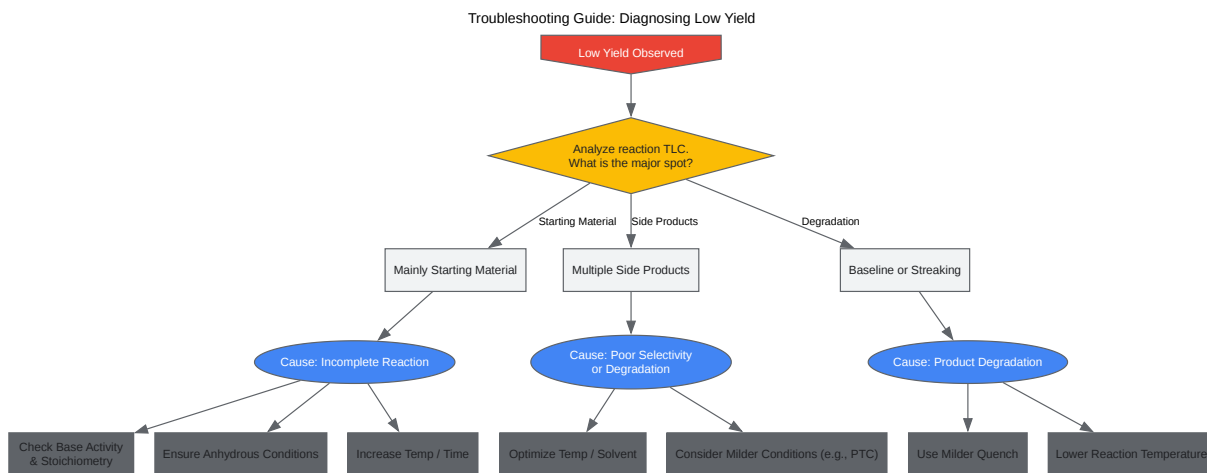 Troubleshooting Guide: Diagnosing Low Yield
Low Yield Observed
Analyze reaction TLC.
What is the major spot?
Starting Material
Side Products
Degradation
Mainly Starting Material
Multiple Side Products
Baseline or Streaking
Cause: Incomplete Reaction
Cause: Poor Selectivity
or Degradation
Cause: Product Degradation
Check Base Activity
& Stoichiometry
Ensure Anhydrous Conditions
Increase Temp / Time
Optimize Temp / Solvent
Consider Milder Conditions (e.g., PTC)
Use Milder Quench
Lower Reaction Temperature